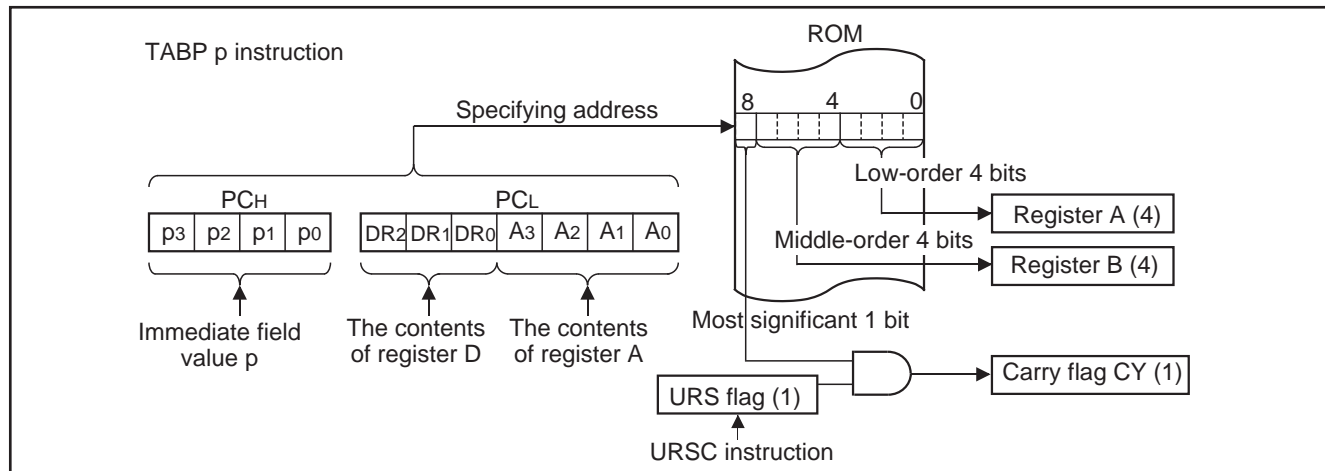 TABP p instruction
ROM
8 4 0
Specifying address
Low-order 4 bits
PCH
PCL
p3 p2 p1 p0
DR2 DR1 DR0 A3 A2 A1 A0
Register A (4)
Middle-order 4 bits
Register B (4)
Immediate field
value p
The contents
of register D
The contents
of register A
Most significant 1 bit
Carry flag CY (1)
URS flag (1)
URSC instruction